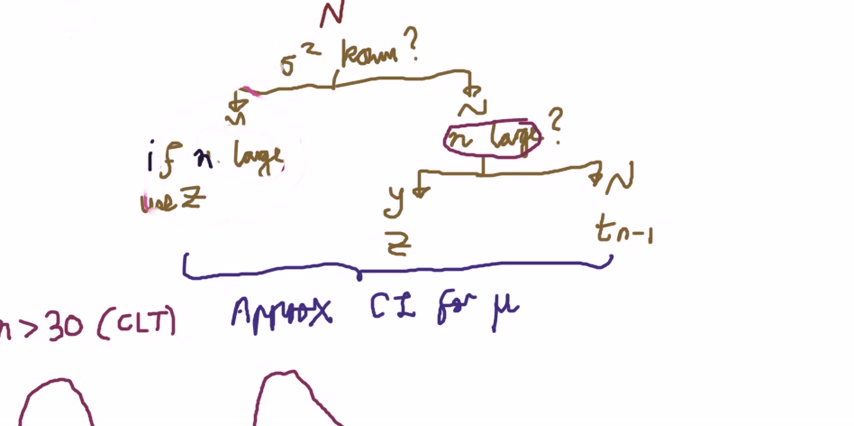 N
σ² known?
y N
if n large n large?
use Z
y N
Z tn-1
n > 30 (CLT) Approx CI for μ